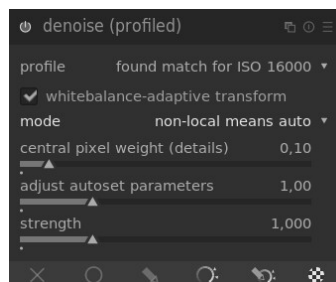 denoise (profiled)
profile found match for ISO 16000
whitebalance-adaptive transform
mode non-local means auto
central pixel weight (details) 0,10
adjust autoset parameters 1,00
strength 1,000